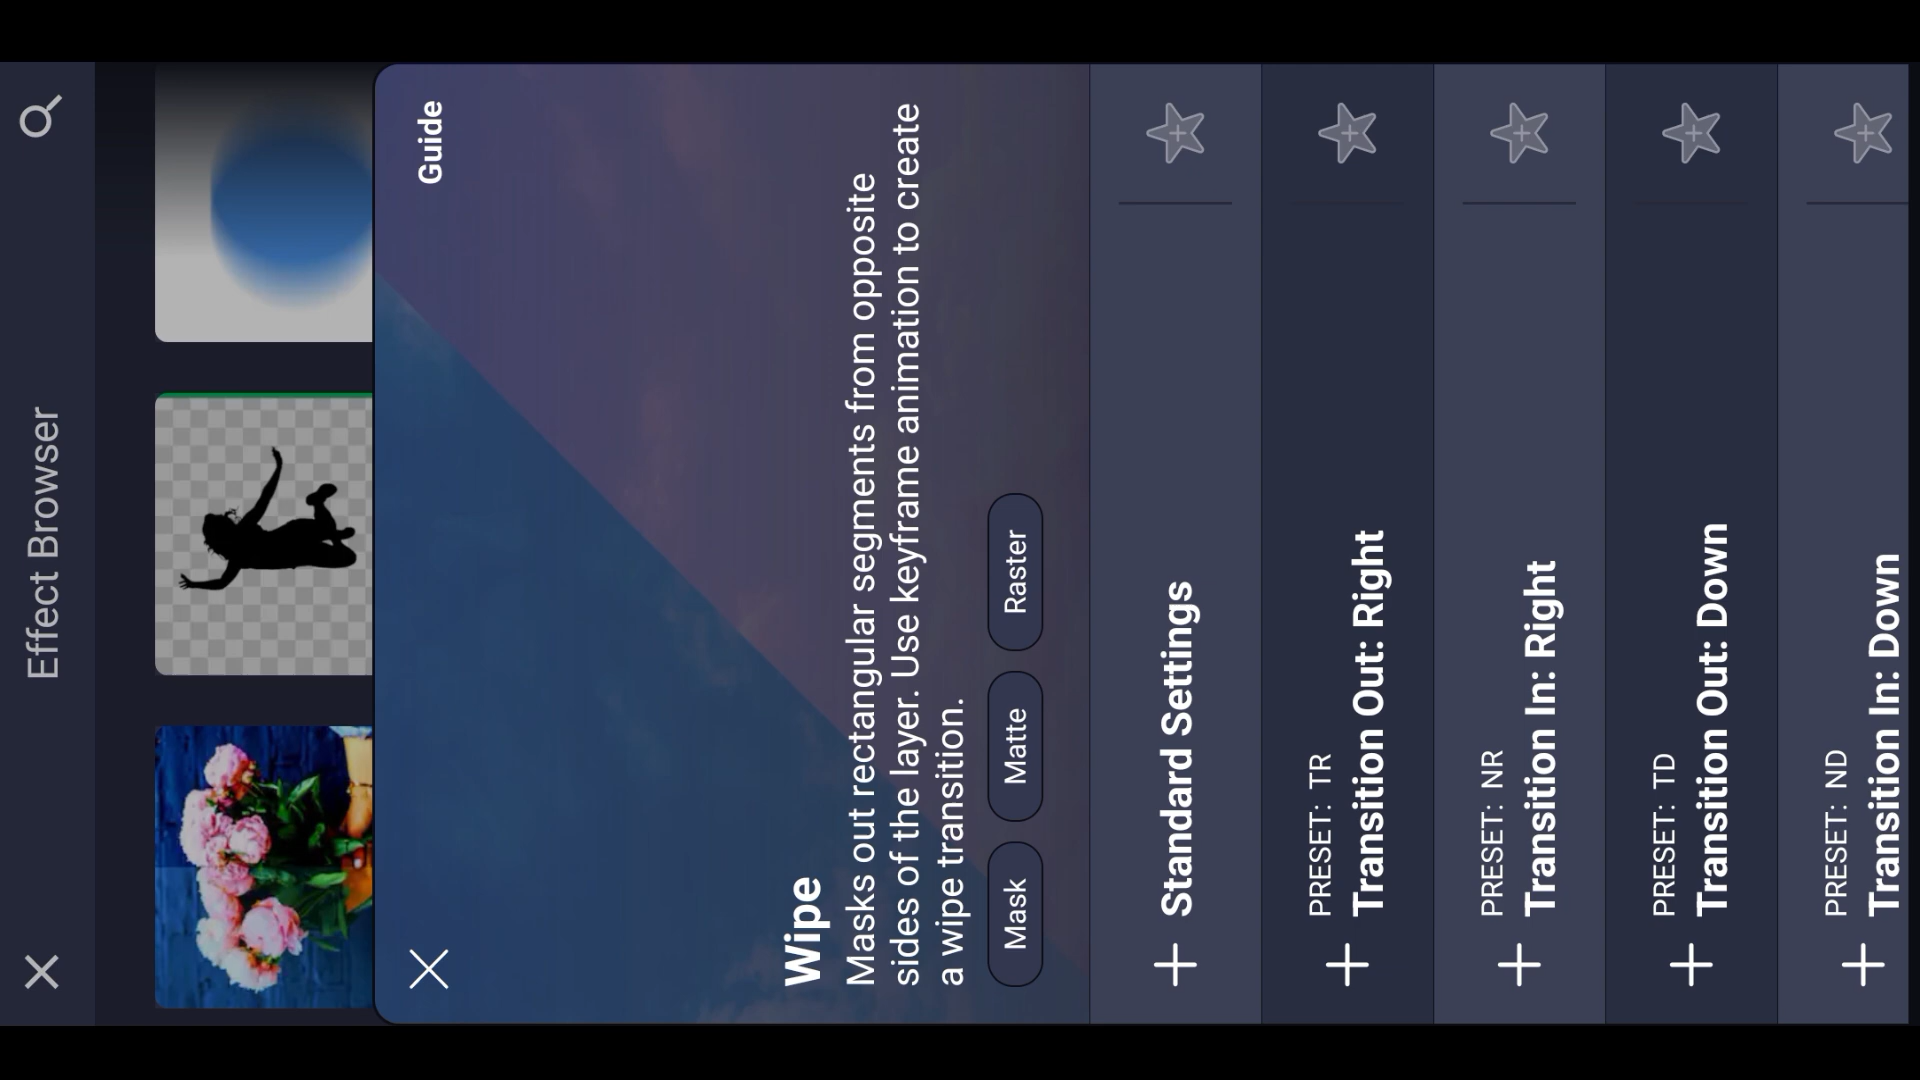 Effect Browser
Guide
Wipe
Masks out rectangular segments from opposite
sides of the layer. Use keyframe animation to create
a wipe transition.
Mask Matte Raster
Standard Settings
PRESET: TR
Transition Out: Right
PRESET: NR
Transition In: Right
PRESET: TD
Transition Out: Down
PRESET: ND
Transition In: Down